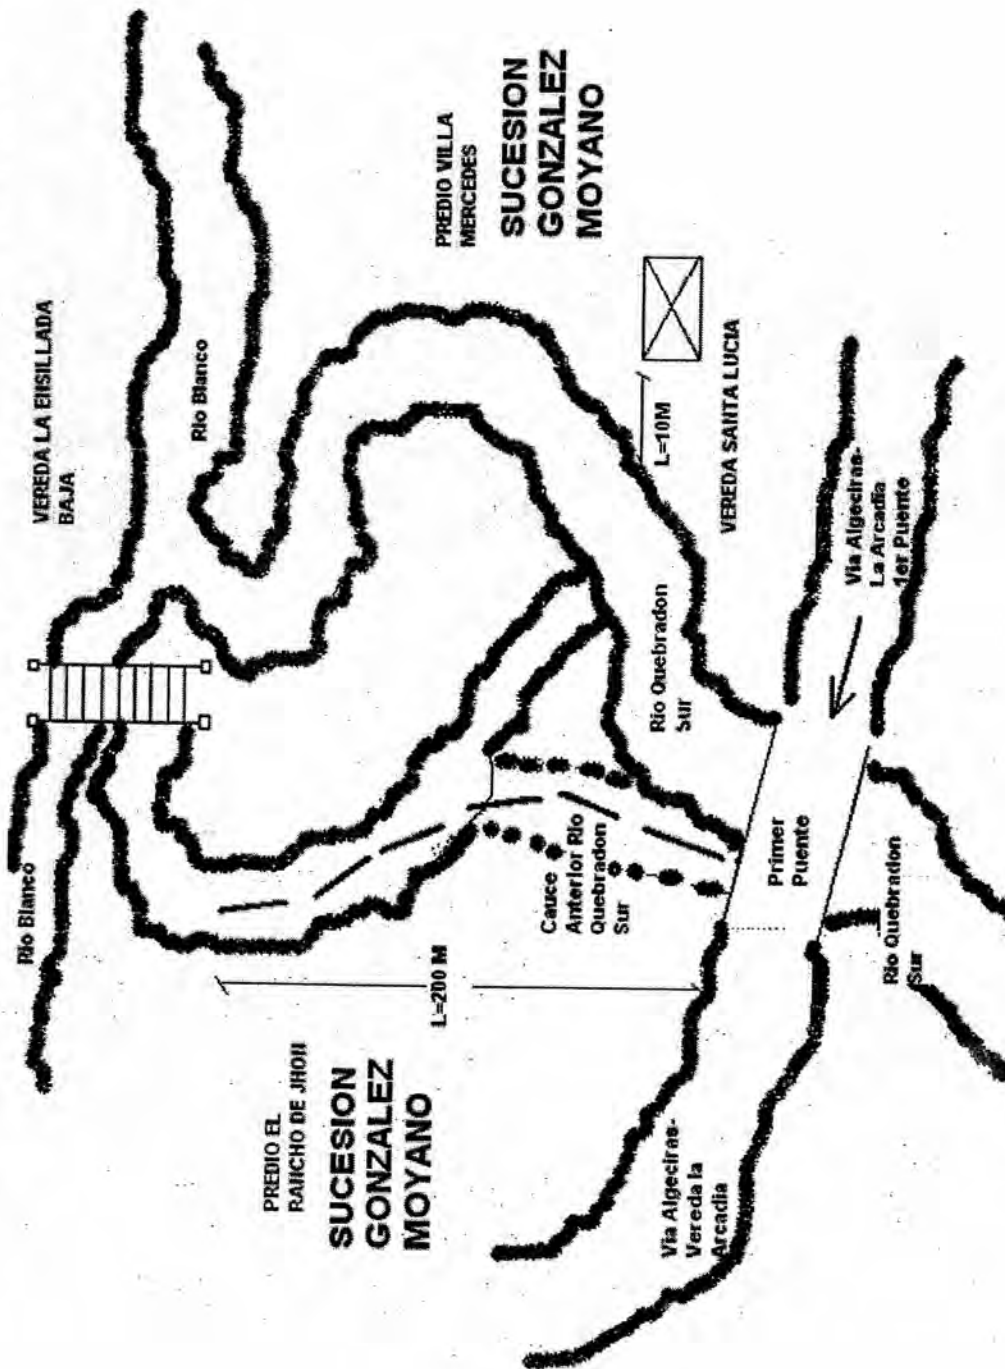 VEREDA LA ENSILLADA
BAJA
Rio Blanco
PREDIO VILLA
MERCEDES
SUCESION
GONZALEZ
MOYANO
Rio Blanco
L=10M
VEREDA SANTA LUCIA
Rio Quebradon
Sur
Via Algeciras-
La Arcadia
1er Puente
Cauce
Anterior Rio
Quebradon
Sur
Primer
Puente
L=200 M
Rio Quebradon
Sur
PREDIO EL
RANCHO DE JHON
SUCESION
GONZALEZ
MOYANO
Via Algeciras-
Vereda la
Arcadia